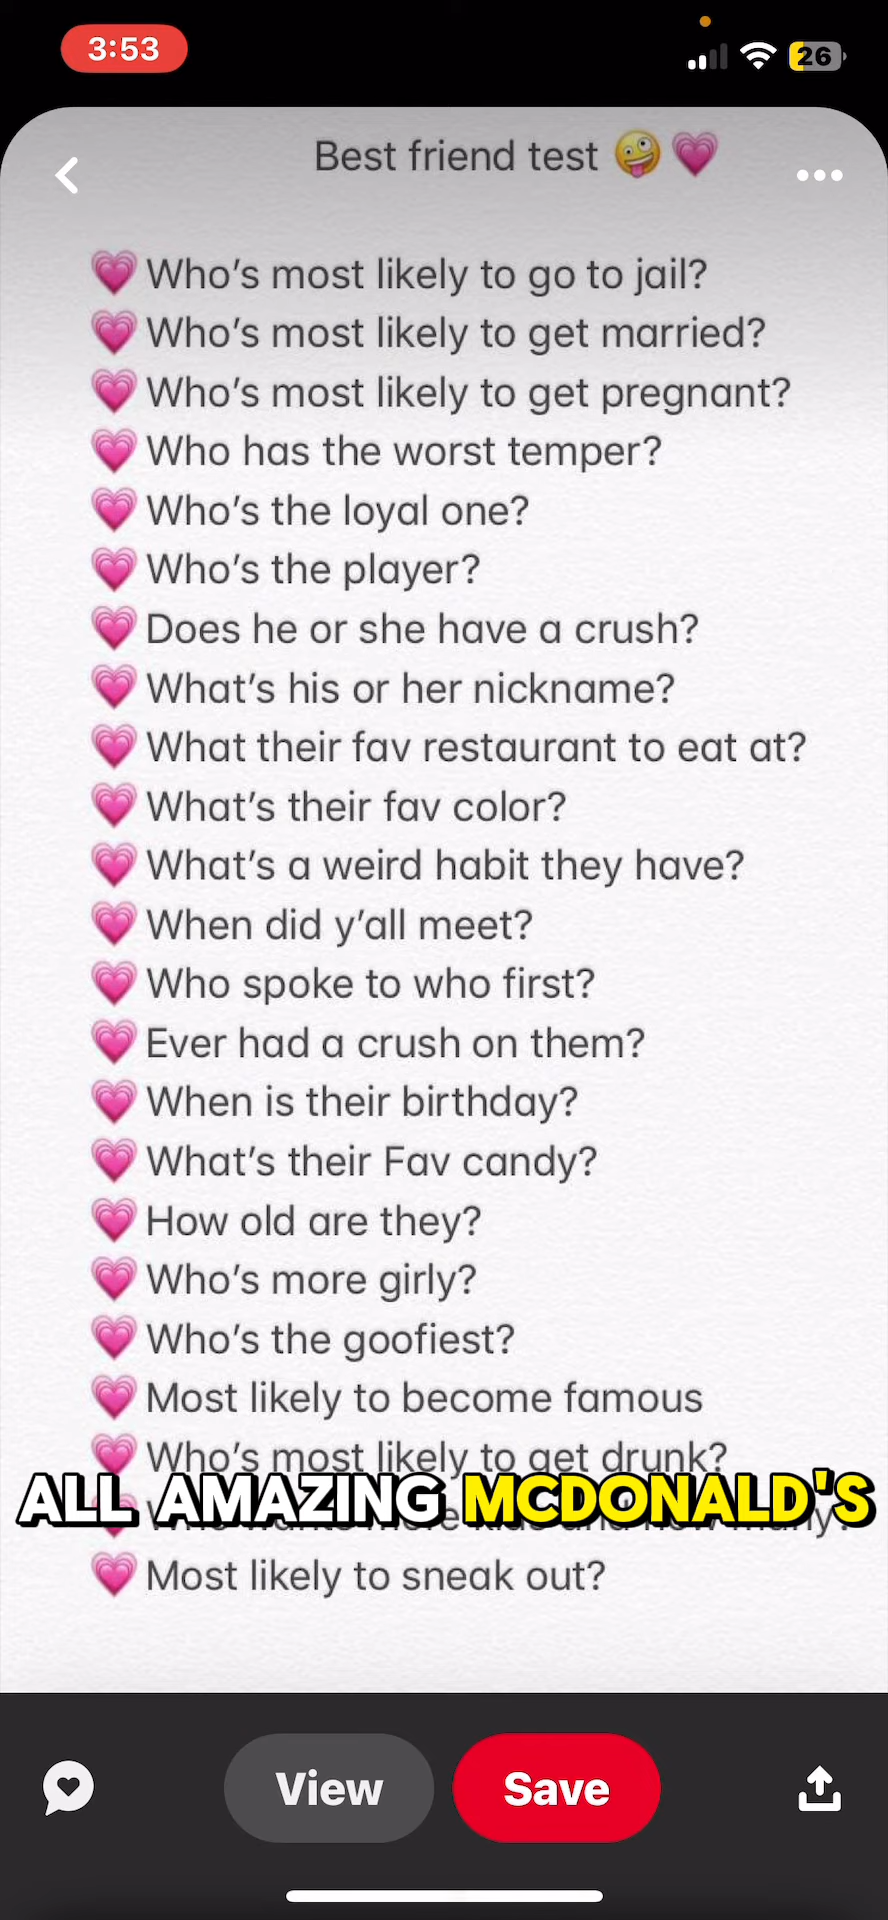 3:53
26
Best friend test 🤪💗
💗Who's most likely to go to jail?
💗Who's most likely to get married?
💗Who's most likely to get pregnant?
💗Who has the worst temper?
💗Who's the loyal one?
💗Who's the player?
💗Does he or she have a crush?
💗What's his or her nickname?
💗What their fav restaurant to eat at?
💗What's their fav color?
💗What's a weird habit they have?
💗When did y'all meet?
💗Who spoke to who first?
💗Ever had a crush on them?
💗When is their birthday?
💗What's their Fav candy?
💗How old are they?
💗Who's more girly?
💗Who's the goofiest?
💗Most likely to become famous
💗Who's most likely to get drunk?
ALL AMAZING MCDONALD'S
💗Most likely to sneak out?
View
Save